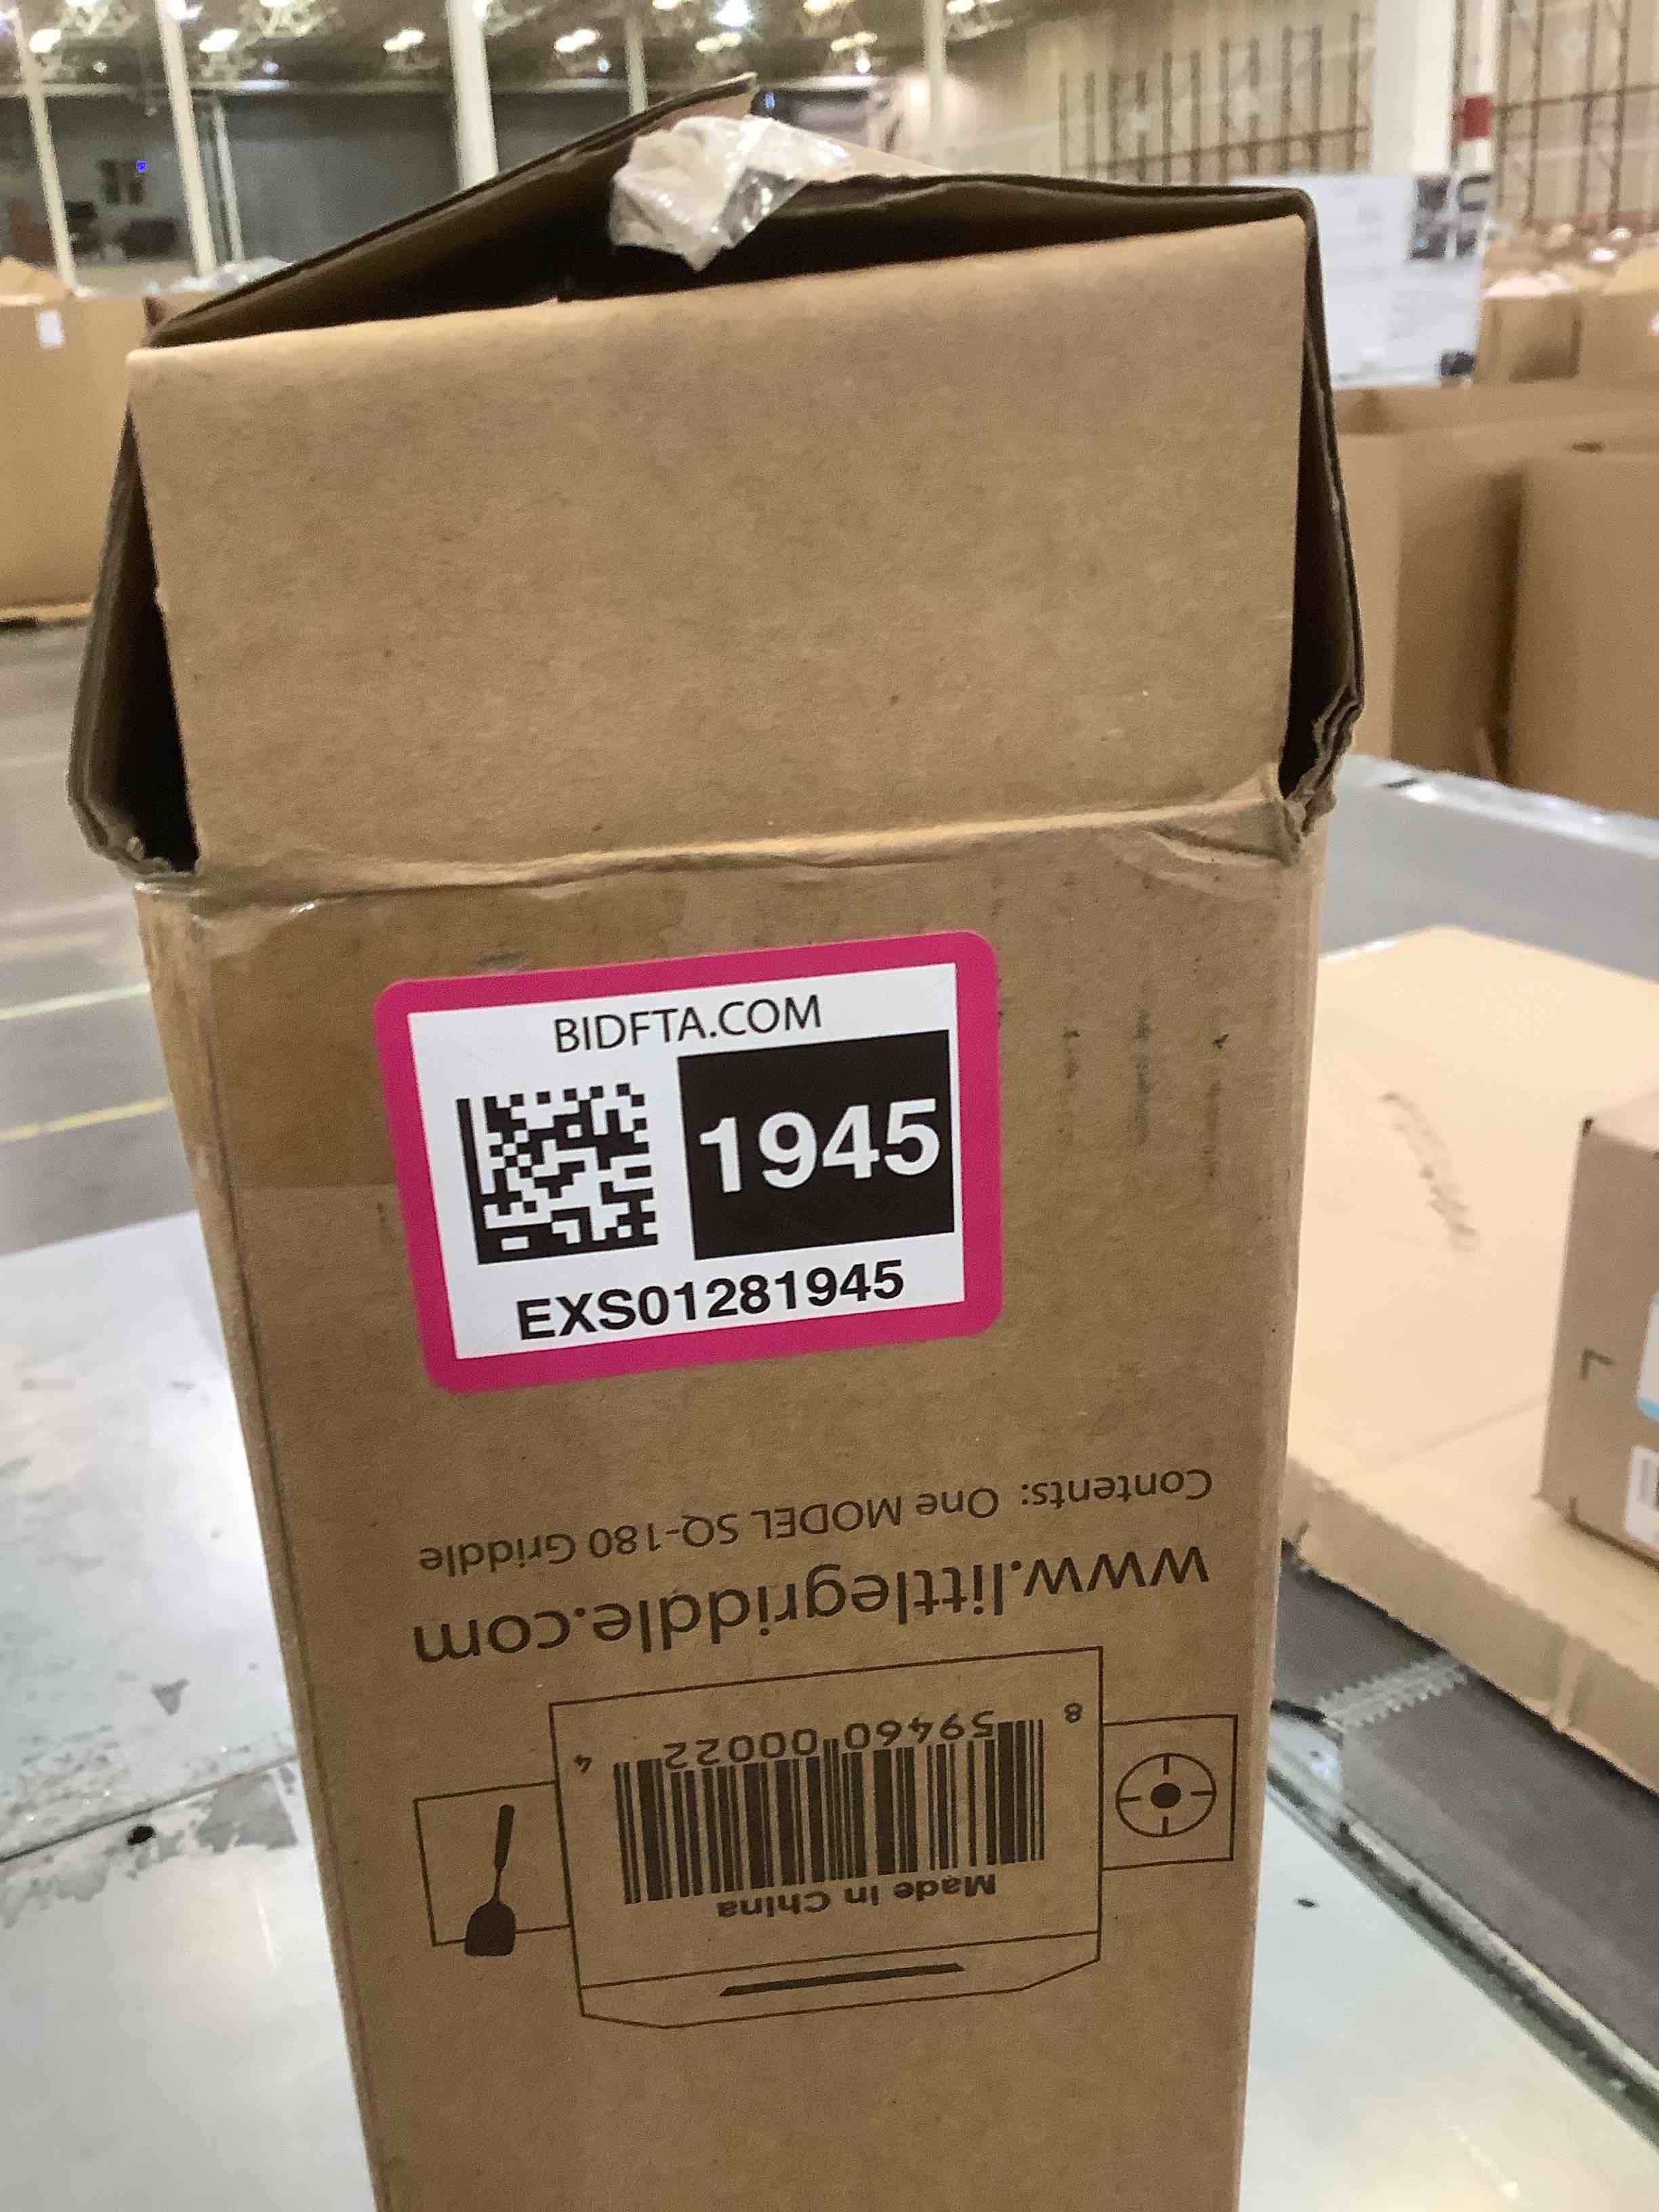 BIDFTA.COM
1945
EXS01281945
Contents: One MODEL SQ-180 Griddle
www.littlegriddle.com
8 59460 00022 4
Made in China